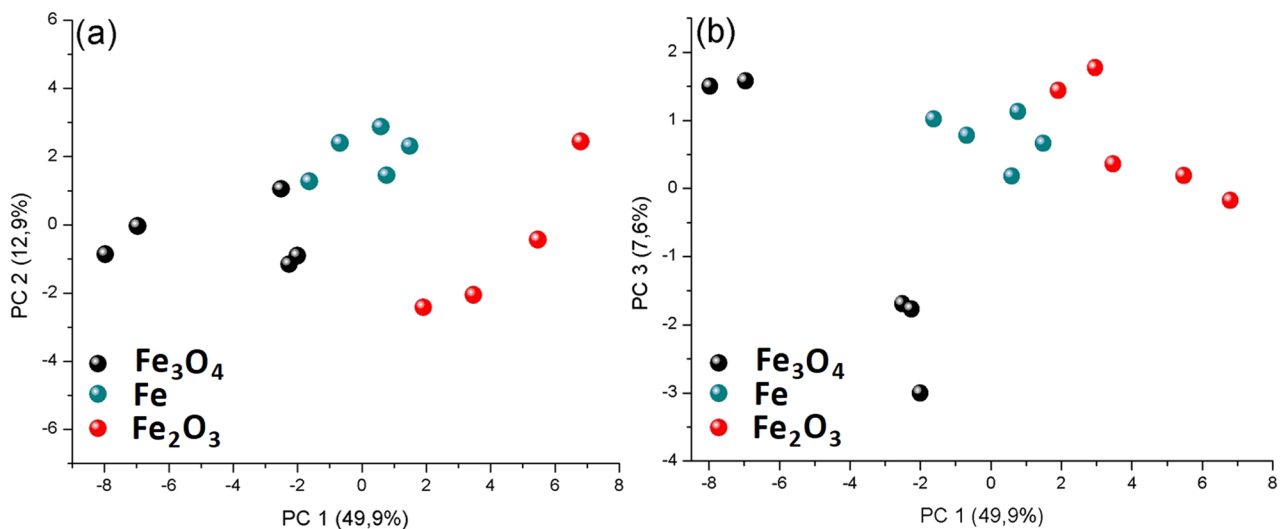 (a)
6
4
2
0
-2
-4
-6
PC 2 (12,9%)
Fe₃O₄
Fe
Fe₂O₃
-8 -6 -4 -2 0 2 4 6 8
PC 1 (49,9%)
(b)
2
1
0
-1
-2
-3
-4
PC 3 (7,6%)
Fe₃O₄
Fe
Fe₂O₃
-8 -6 -4 -2 0 2 4 6 8
PC 1 (49,9%)